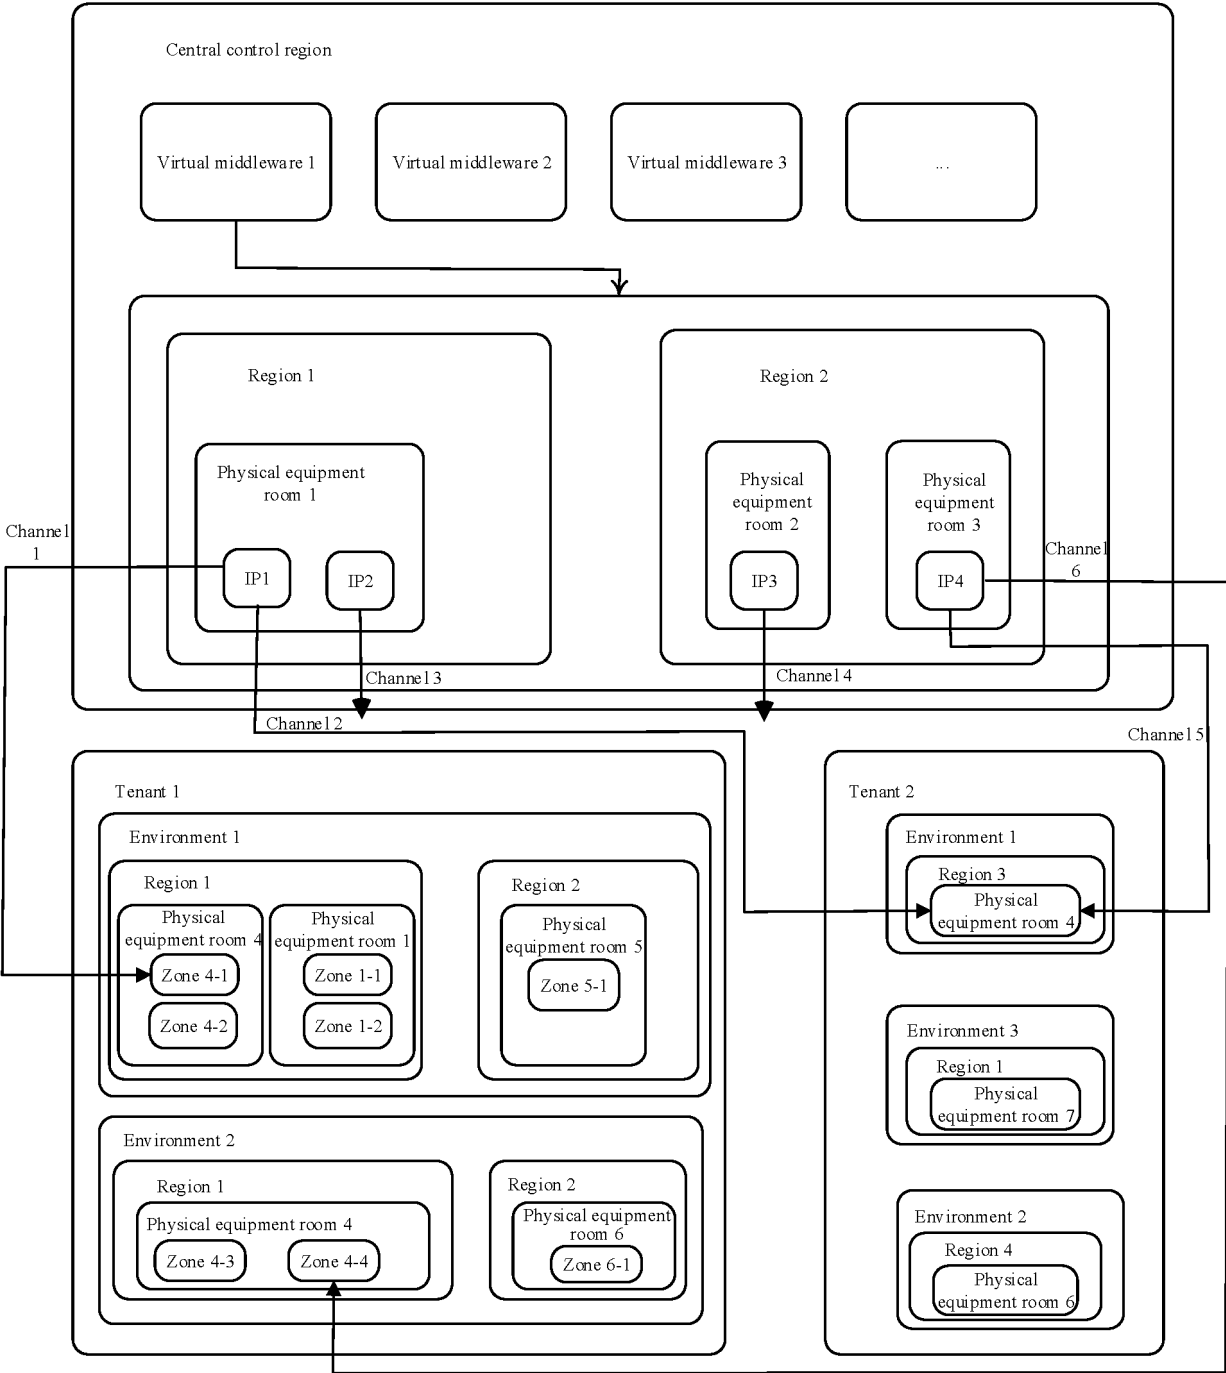 Central control region
Virtual middleware 1
Virtual middleware 2
Virtual middleware 3
...
Region 1
Region 2
Physical equipment
room 1
Physical
equipment
room 2
Physical
equipment
room 3
Channel
1
Channel
6
IP1
IP2
IP3
IP4
Channel 3
Channel 4
Channel 2
Channel 5
Tenant 1
Environment 1
Region 1
Physical
equipment room 4
Zone 4-1
Zone 4-2
Physical
equipment room 1
Zone 1-1
Zone 1-2
Region 2
Physical
equipment room 5
Zone 5-1
Environment 2
Region 1
Physical equipment room 4
Zone 4-3
Zone 4-4
Region 2
Physical equipment
room 6
Zone 6-1
Tenant 2
Environment 1
Region 3
Physical
equipment room 4
Environment 3
Region 1
Physical
equipment room 7
Environment 2
Region 4
Physical
equipment room 6